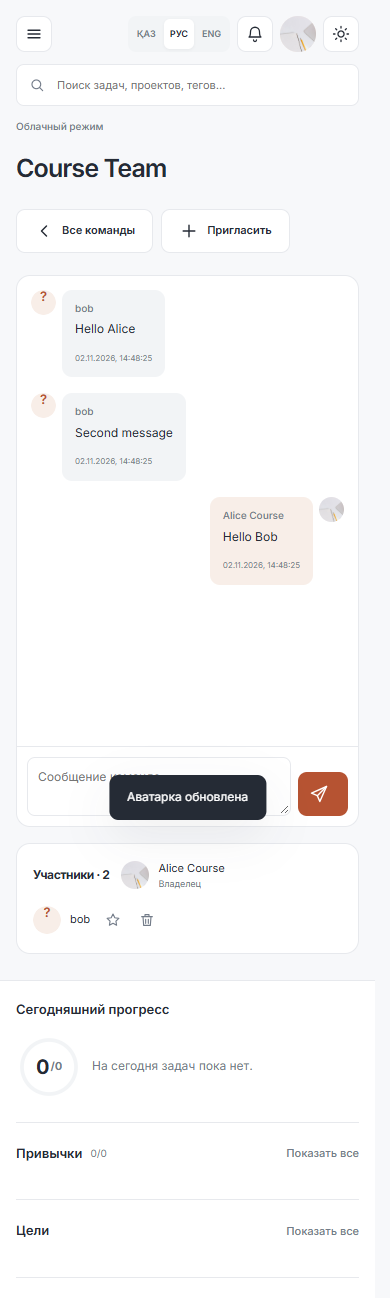 ҚАЗ РУС ENG
Поиск задач, проектов, тегов...
Облачный режим
Course Team
Все команды
Пригласить
?
bob
Hello Alice
02.11.2026, 14:48:25
?
bob
Second message
02.11.2026, 14:48:25
Alice Course
Hello Bob
02.11.2026, 14:48:25
Сообщение
Аватарка обновлена
Участники · 2
Alice Course
Владелец
?
bob
Сегодняшний прогресс
0/0
На сегодня задач пока нет.
Привычки 0/0 Показать все
Цели Показать все